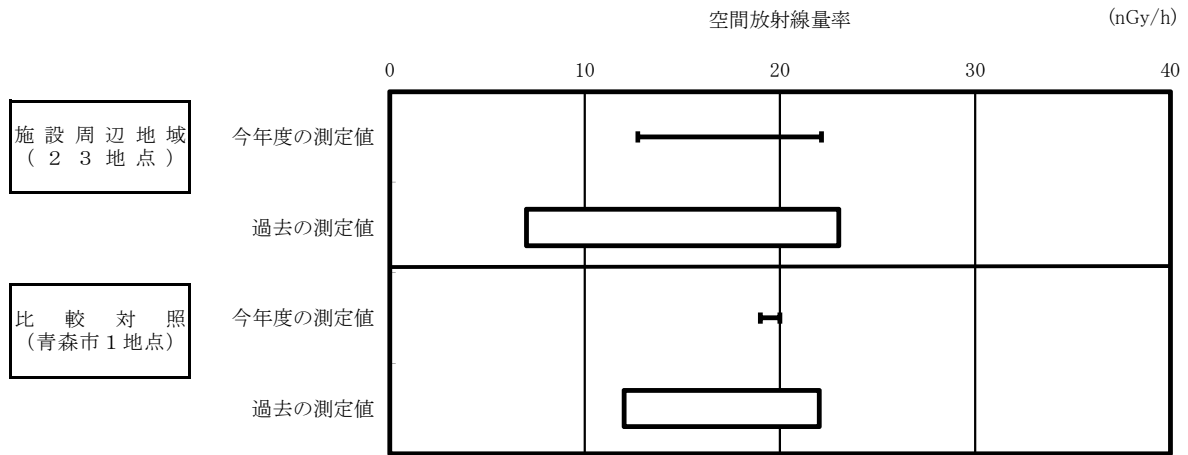 空間放射線量率 (nGy/h)
0 10 20 30 40
施設周辺地域
（２３地点）
今年度の測定値
過去の測定値
比較対照
（青森市１地点）
今年度の測定値
過去の測定値